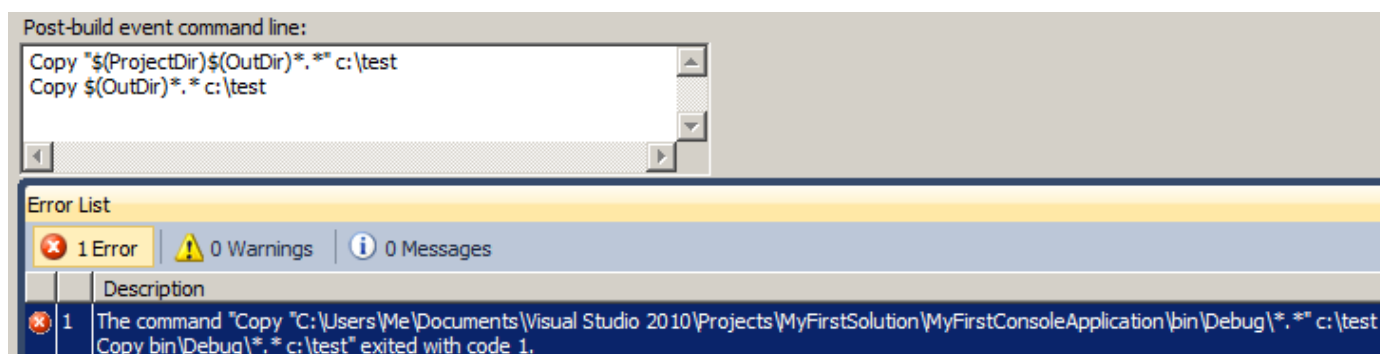 Post-build event command line:
Copy "$(ProjectDir)$(OutDir)*.*" c:\test
Copy $(OutDir)*.* c:\test
Error List
1 Error 0 Warnings 0 Messages
Description
1 The command "Copy "C:\Users\Me\Documents\Visual Studio 2010\Projects\MyFirstSolution\MyFirstConsoleApplication\bin\Debug\*.*" c:\test
Copy bin\Debug\*.* c:\test" exited with code 1.